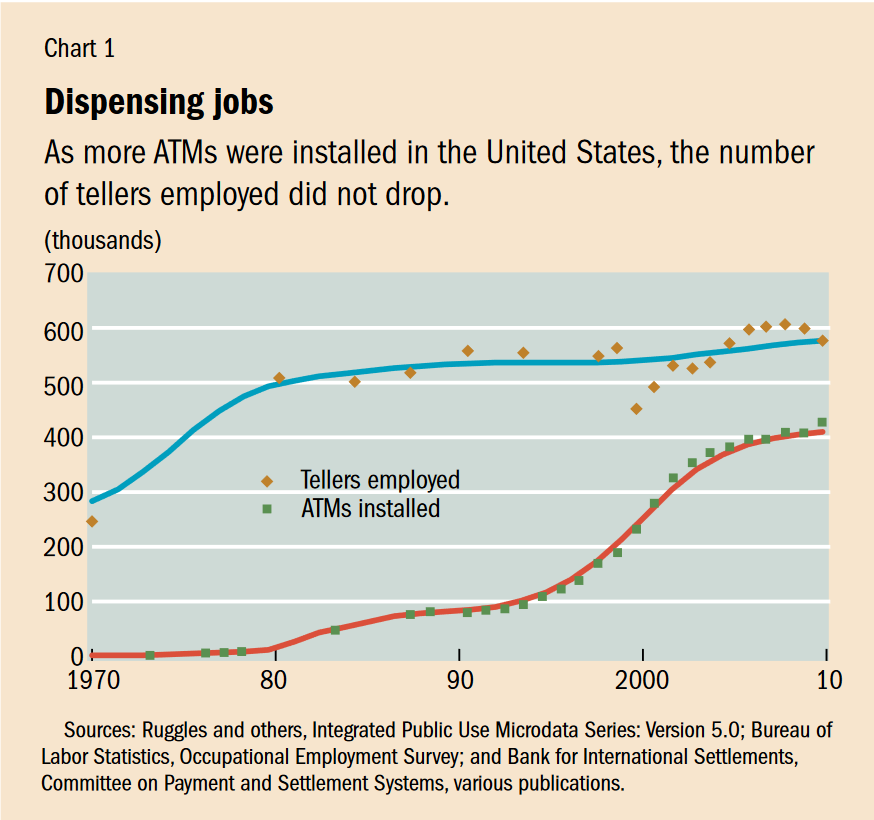 Chart 1
Dispensing jobs
As more ATMs were installed in the United States, the number
of tellers employed did not drop.
(thousands)
700
600
500
400
300
200
100
0
Tellers employed
ATMs installed
1970 80 90 2000 10
Sources: Ruggles and others, Integrated Public Use Microdata Series: Version 5.0; Bureau of
Labor Statistics, Occupational Employment Survey; and Bank for International Settlements,
Committee on Payment and Settlement Systems, various publications.